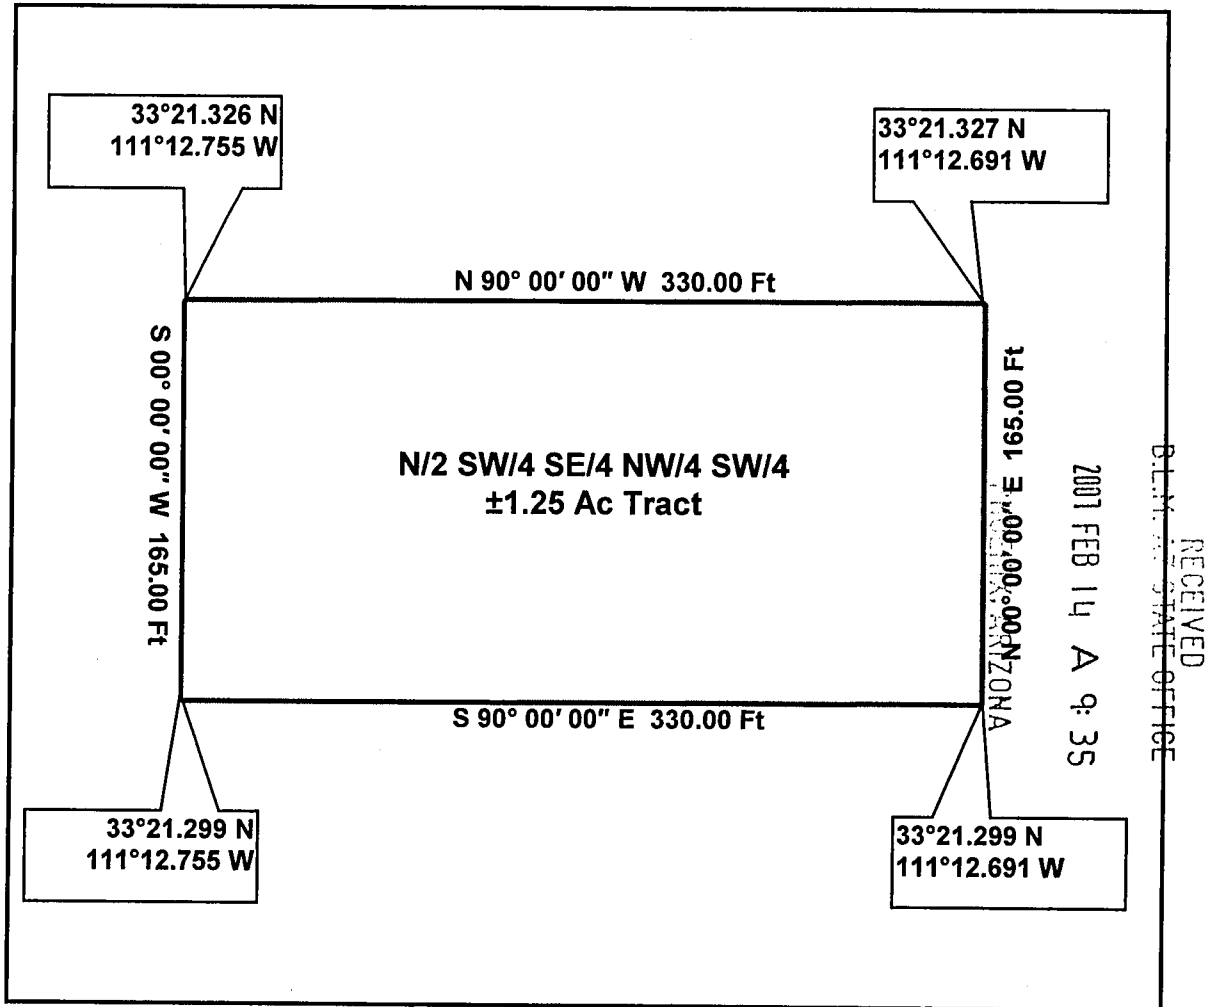 33°21.326 N
111°12.755 W
33°21.327 N
111°12.691 W
N 90° 00' 00" W 330.00 Ft
S 00° 00' 00" W 165.00 Ft
N/2 SW/4 SE/4 NW/4 SW/4
±1.25 Ac Tract
N 00° 00' 00" E 165.00 Ft
RECEIVED
B.L.M. AZ STATE OFFICE
2007 FEB 14 A 9:35
ARIZONA
S 90° 00' 00" E 330.00 Ft
33°21.299 N
111°12.755 W
33°21.299 N
111°12.691 W